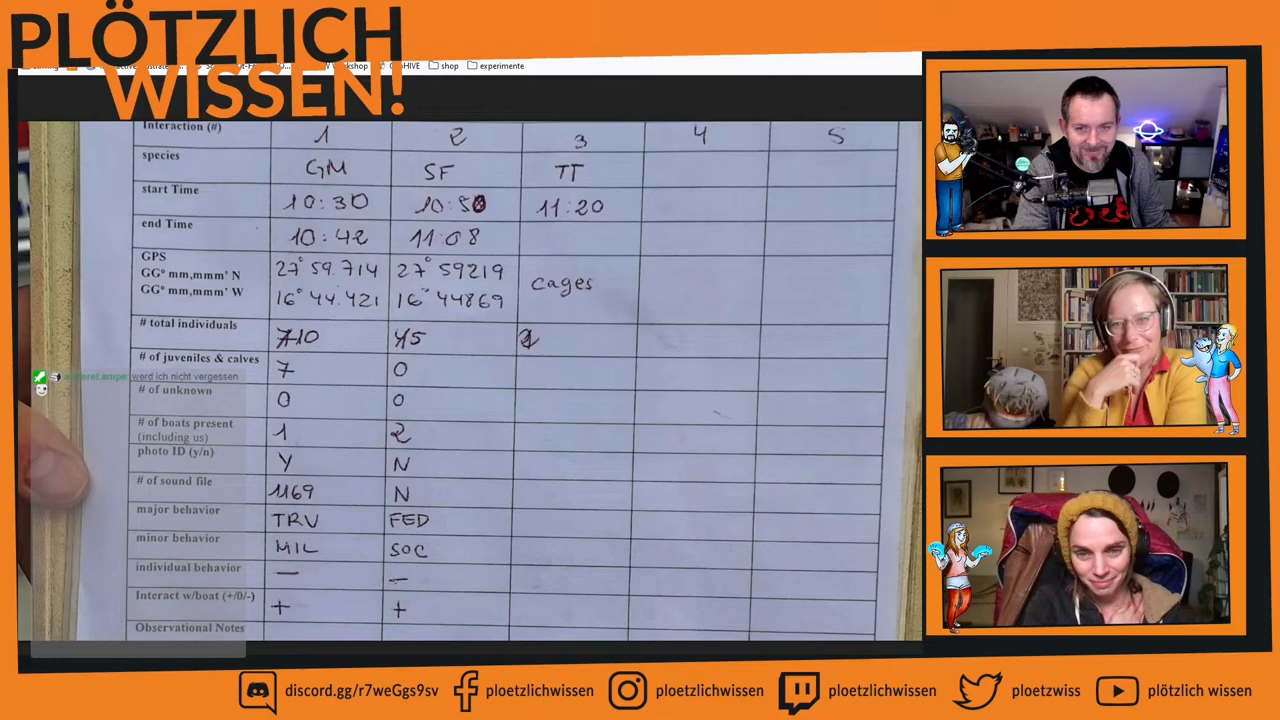 PLÖTZLICH
WISSEN!
shop experimente
Interaction (#) 1 2 3 4 5
species GM SF TT
start Time 10:30 10:50 11:20
end Time 10:42 11:08
GPS
GG° mm,mmm' N 27° 59.714 27° 59219 cages
GG° mm,mmm' W 16° 44.421 16° 44869
# total individuals 10 15
# of juveniles & calves 7 0
werd ich nicht vergessen
# of unknown 0 0
# of boats present 1 2
(including us)
photo ID (y/n) Y N
# of sound file 1169 N
major behavior TRV FED
minor behavior MIL SOC
individual behavior — —
Interact w/boat (+/0/-) + +
Observational Notes
discord.gg/r7weGgs9sv ploetzlichwissen ploetzlichwissen ploetzlichwissen ploetzwiss plötzlich wissen